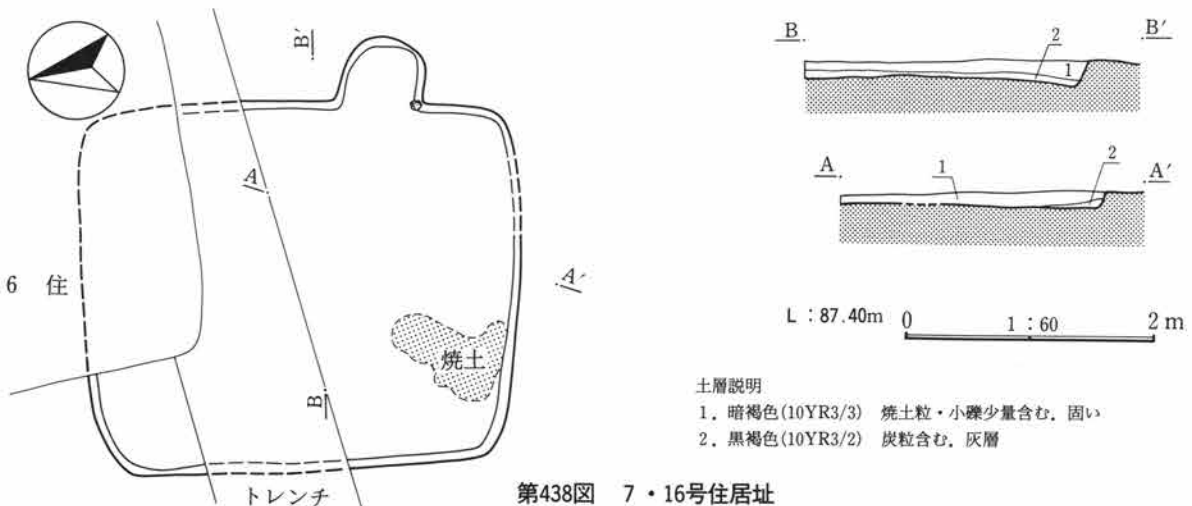 B′
A
A′
B
6 住
焼土
トレンチ
B B′
2
1
A A′
1 2
L：87.40m 0 1：60 2m
土層説明
1．暗褐色(10YR3/3) 焼土粒・小礫少量含む．固い
2．黒褐色(10YR3/2) 炭粒含む．灰層
第438図 7・16号住居址